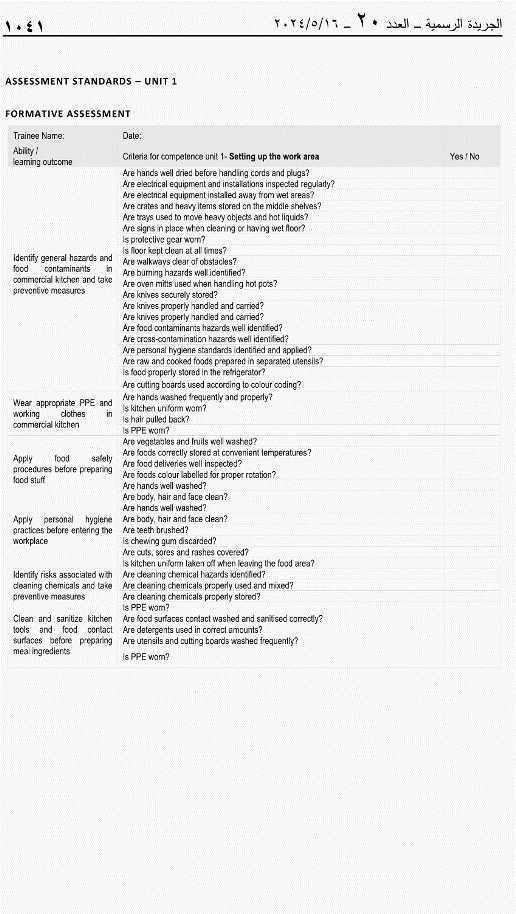 الجريدة الرسمية ــ العدد ٢٠ ــ ٢٠٢٤/٥/١٦
١٠٤١
ASSESSMENT STANDARDS – UNIT 1
FORMATIVE ASSESSMENT
Trainee Name: Date:
Ability /
learning outcome
Criteria for competence unit 1- Setting up the work area
Yes / No
Identify general hazards and
food contaminants in
commercial kitchen and take
preventive measures
Are hands well dried before handling cords and plugs?
Are electrical equipment and installations inspected regularly?
Are electrical equipment installed away from wet areas?
Are crates and heavy items stored on the middle shelves?
Are trays used to move heavy objects and hot liquids?
Are signs in place when cleaning or having wet floor?
Is protective gear worn?
Is floor kept clean at all times?
Are walkways clear of obstacles?
Are burning hazards well identified?
Are oven mitts used when handling hot pots?
Are knives securely stored?
Are knives properly handled and carried?
Are knives properly handled and carried?
Are food contaminants hazards well identified?
Are cross-contamination hazards well identified?
Are personal hygiene standards identified and applied?
Are raw and cooked foods prepared in separated utensils?
Is food properly stored in the refrigerator?
Are cutting boards used according to colour coding?
Wear appropriate PPE and
working clothes in
commercial kitchen
Are hands washed frequently and properly?
Is kitchen uniform worn?
Is hair pulled back?
Is PPE worn?
Apply food safety
procedures before preparing
food stuff
Are vegetables and fruits well washed?
Are foods correctly stored at convenient temperatures?
Are food deliveries well inspected?
Are foods colour labelled for proper rotation?
Are hands well washed?
Are body, hair and face clean?
Apply personal hygiene
practices before entering the
workplace
Are hands well washed?
Are body, hair and face clean?
Are teeth brushed?
Is chewing gum discarded?
Are cuts, sores and rashes covered?
Is kitchen uniform taken off when leaving the food area?
Identify risks associated with
cleaning chemicals and take
preventive measures
Are cleaning chemical hazards identified?
Are cleaning chemicals properly used and mixed?
Are cleaning chemicals properly stored?
Is PPE worn?
Clean and sanitize kitchen
tools and food contact
surfaces before preparing
meal ingredients
Are food surfaces contact washed and sanitised correctly?
Are detergents used in correct amounts?
Are utensils and cutting boards washed frequently?
Is PPE worn?